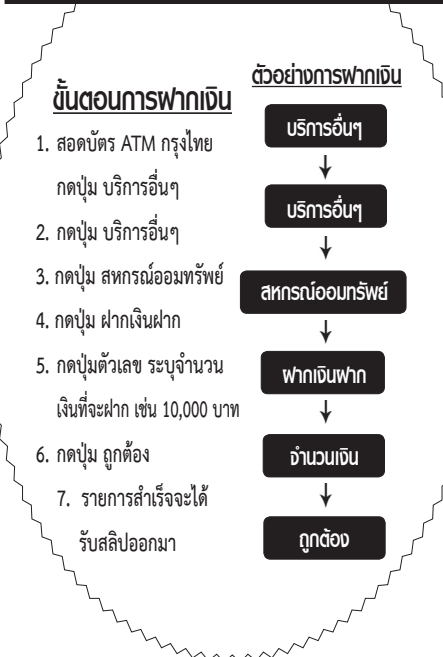 ขั้นตอนการฝากเงิน
1. สอดบัตร ATM กรุงไทย
กดปุ่ม บริการอื่นๆ
2. กดปุ่ม บริการอื่นๆ
3. กดปุ่ม สหกรณ์ออมทรัพย์
4. กดปุ่ม ฝากเงินฝาก
5. กดปุ่มตัวเลข ระบุจำนวน
เงินที่จะฝาก เช่น 10,000 บาท
6. กดปุ่ม ถูกต้อง
7. รายการสำเร็จจะได้
รับสลิปออกมา
ตัวอย่างการฝากเงิน
บริการอื่นๆ
บริการอื่นๆ
สหกรณ์ออมทรัพย์
ฝากเงินฝาก
จำนวนเงิน
ถูกต้อง